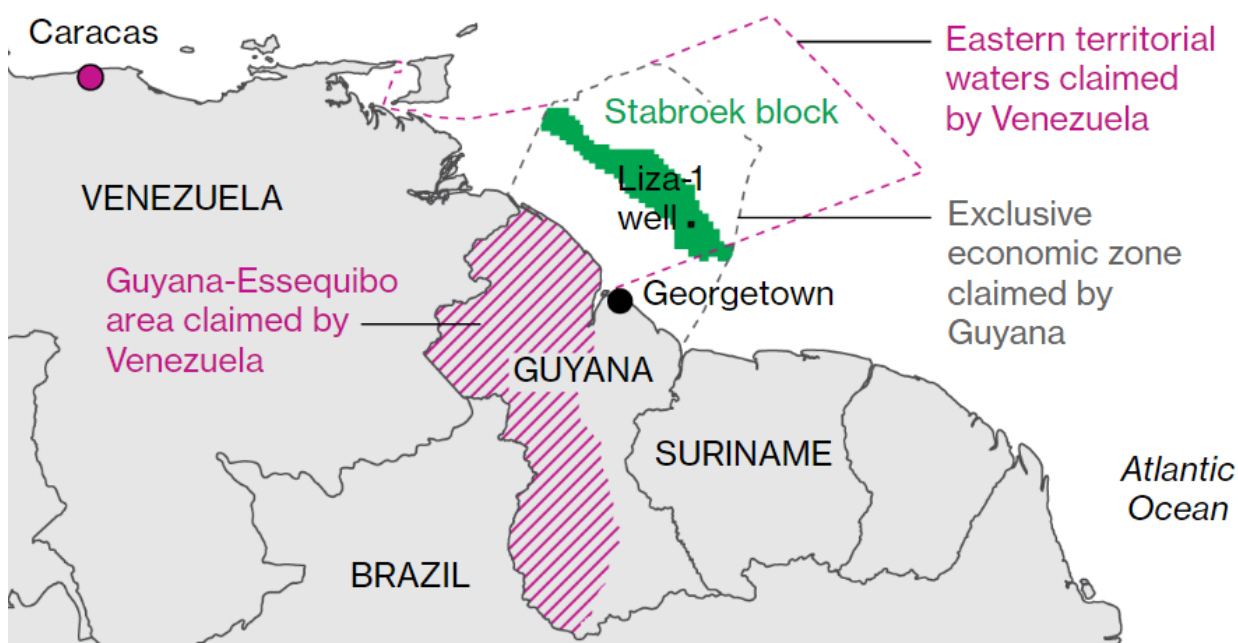 Caracas
Eastern territorial
waters claimed
by Venezuela
Stabroek block
Liza-1
well
VENEZUELA
Exclusive
economic zone
claimed by
Guyana
Guyana-Essequibo
area claimed by
Venezuela
Georgetown
GUYANA
SURINAME
Atlantic
Ocean
BRAZIL